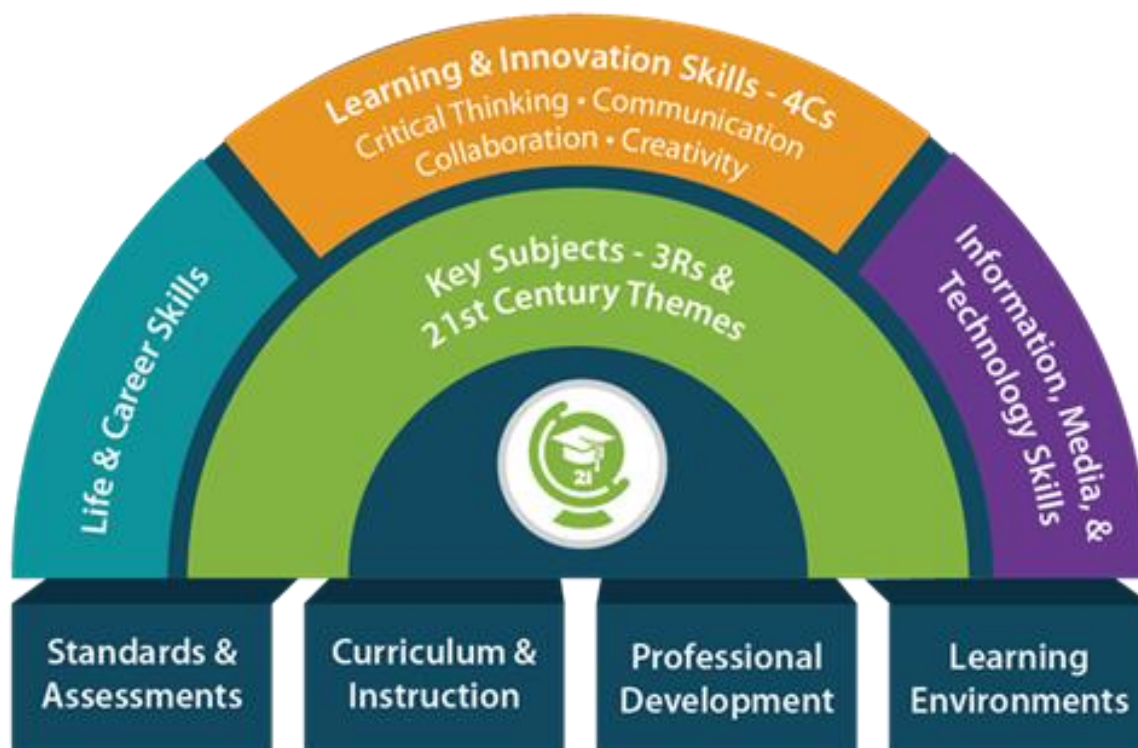 Learning & Innovation Skills - 4Cs
Critical Thinking • Communication
Collaboration • Creativity
Life & Career Skills
Key Subjects - 3Rs &
21st Century Themes
Information, Media, &
Technology Skills
21
Standards &
Assessments
Curriculum &
Instruction
Professional
Development
Learning
Environments